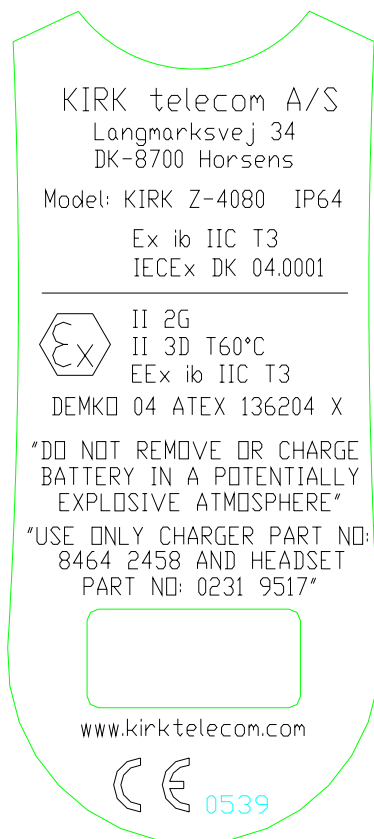 KIRK telecom A/S
Langmarksvej 34
DK-8700 Horsens
Model: KIRK Z-4080 IP64
Ex ib IIC T3
IECEx DK 04.0001
Ex
II 2G
II 3D T60°C
EEx ib IIC T3
DEMKO 04 ATEX 136204 X
"DO NOT REMOVE OR CHARGE
BATTERY IN A POTENTIALLY
EXPLOSIVE ATMOSPHERE"
"USE ONLY CHARGER PART NO:
8464 2458 AND HEADSET
PART NO: 0231 9517"
www.kirktelecom.com
CE 0539